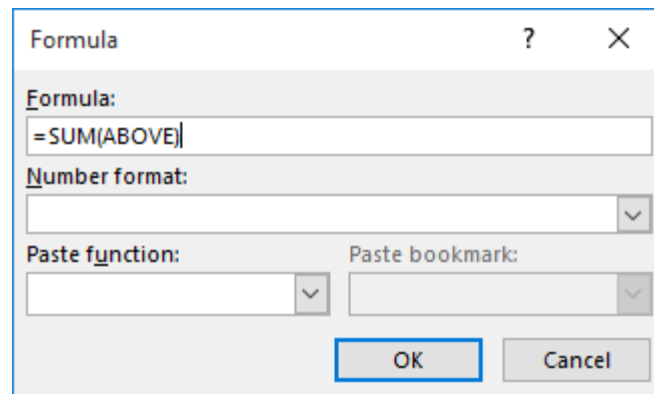 Formula ?
Formula:
=SUM(ABOVE)
Number format:
Paste function: Paste bookmark:
OK Cancel